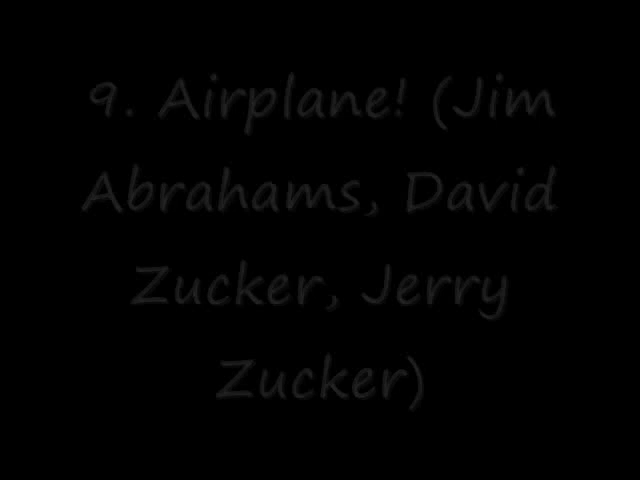 9. Airplane! (Jim
Abrahams, David
Zucker, Jerry
Zucker)